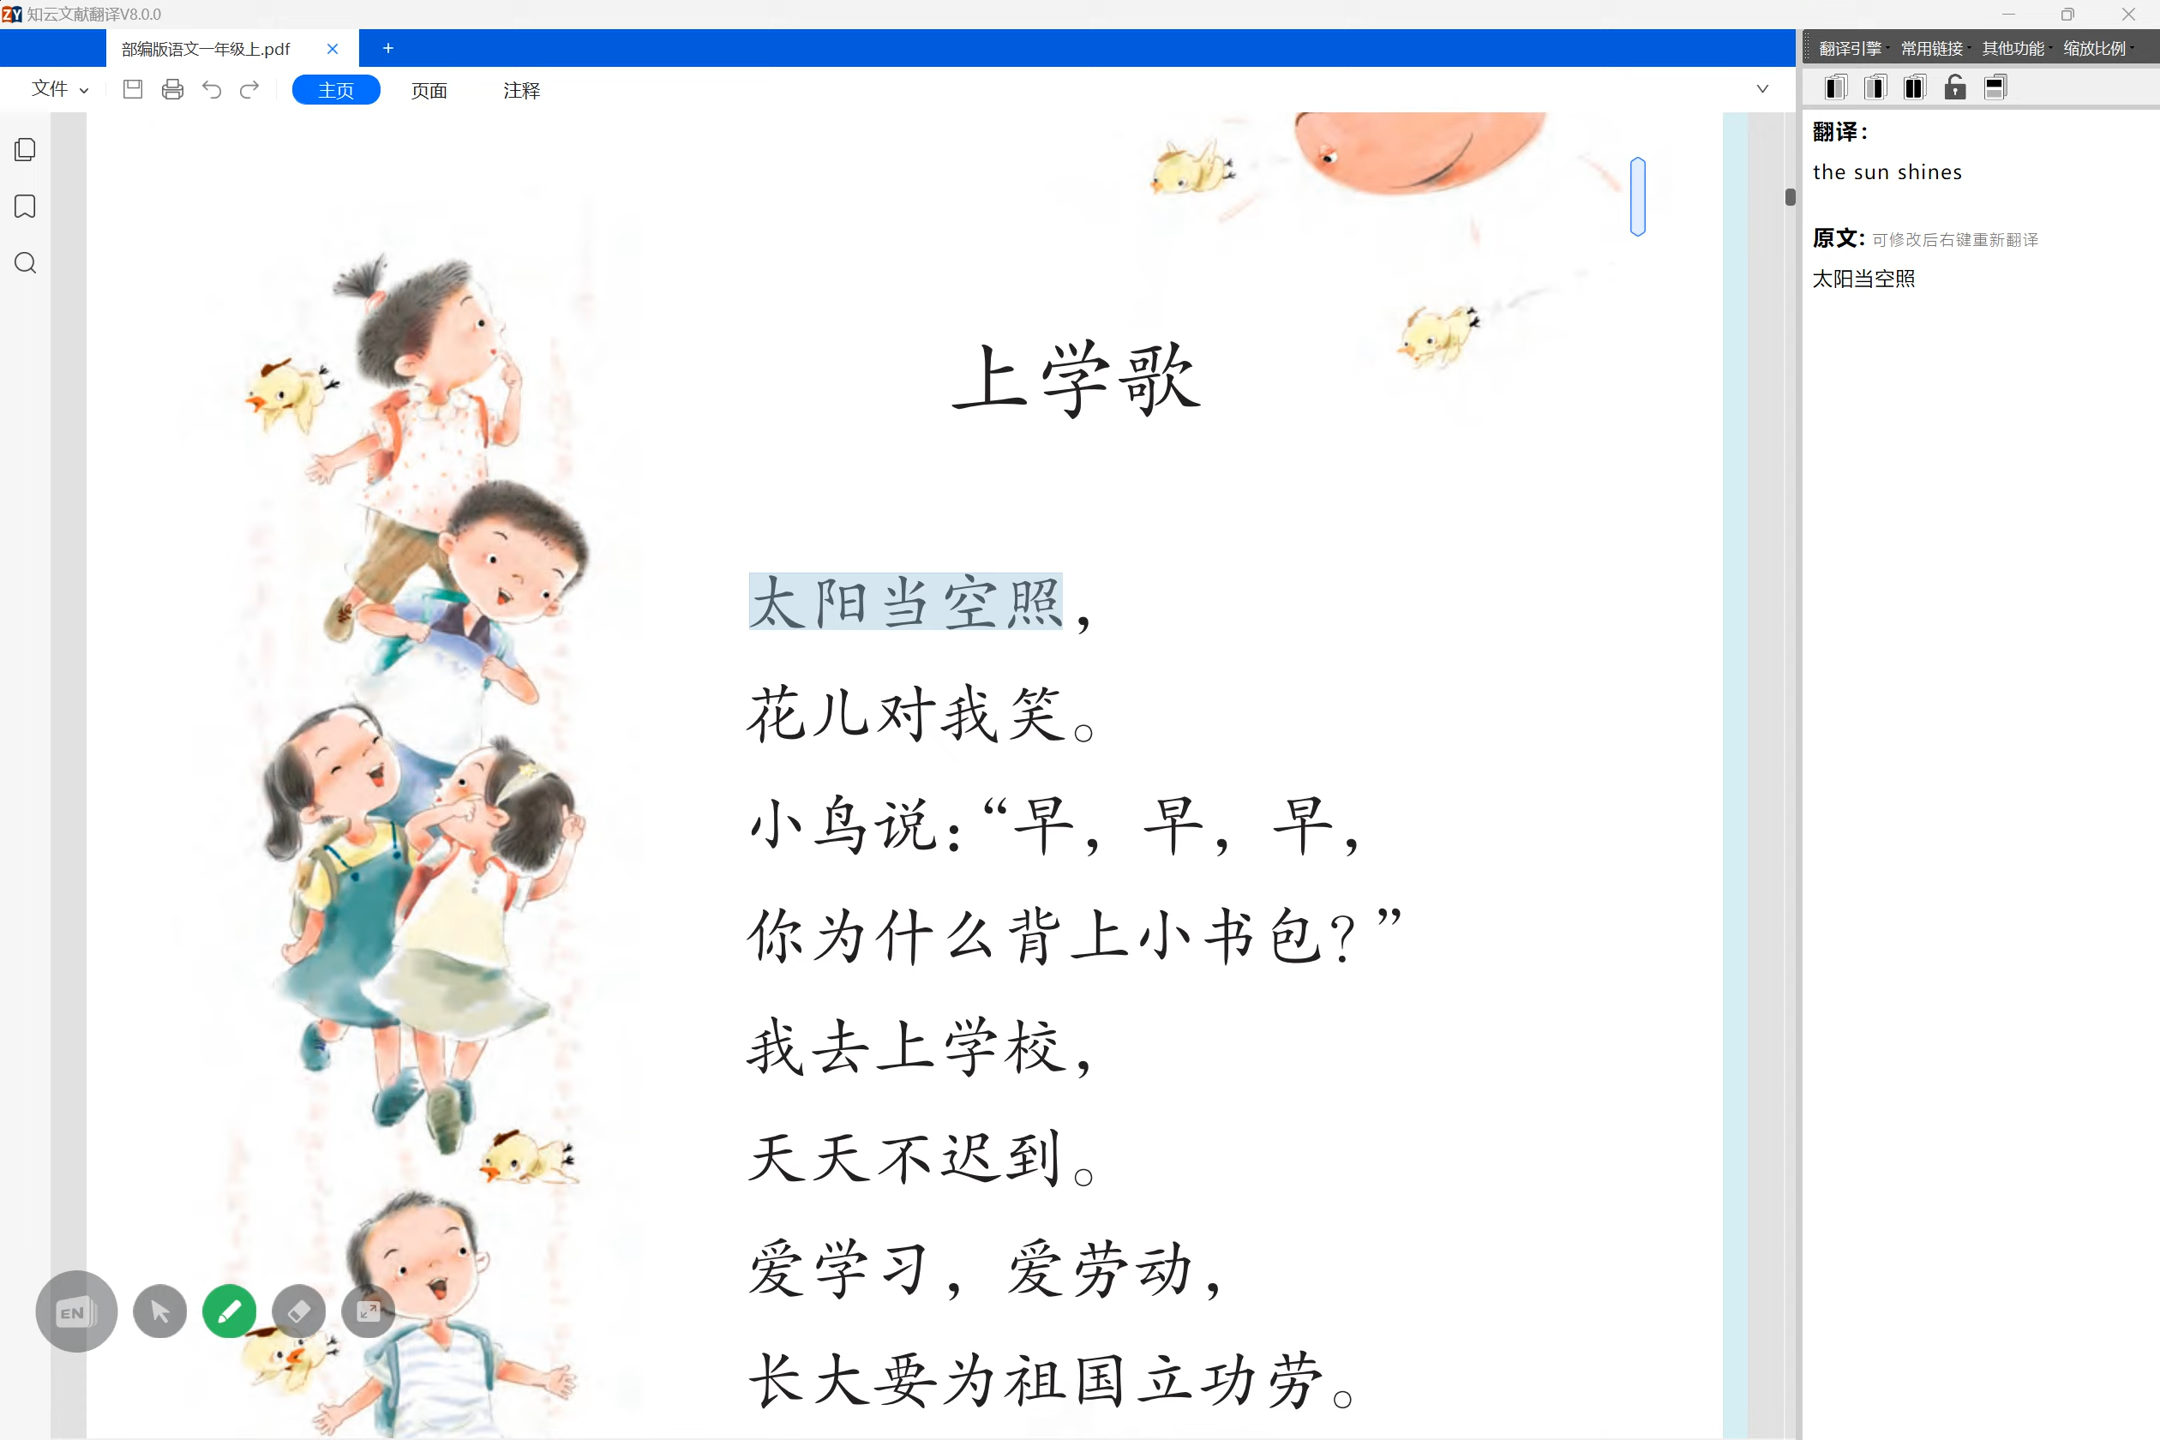 ZY 知云文献翻译V8.0.0
部编版语文一年级上.pdf
翻译引擎 常用链接 其他功能 缩放比例
文件 主页 页面 注释
翻译：
the sun shines
原文: 可修改后右键重新翻译
太阳当空照
上学歌
太阳当空照，
花儿对我笑。
小鸟说：“早，早，早，
你为什么背上小书包？”
我去上学校，
天天不迟到。
爱学习，爱劳动，
长大要为祖国立功劳。
EN